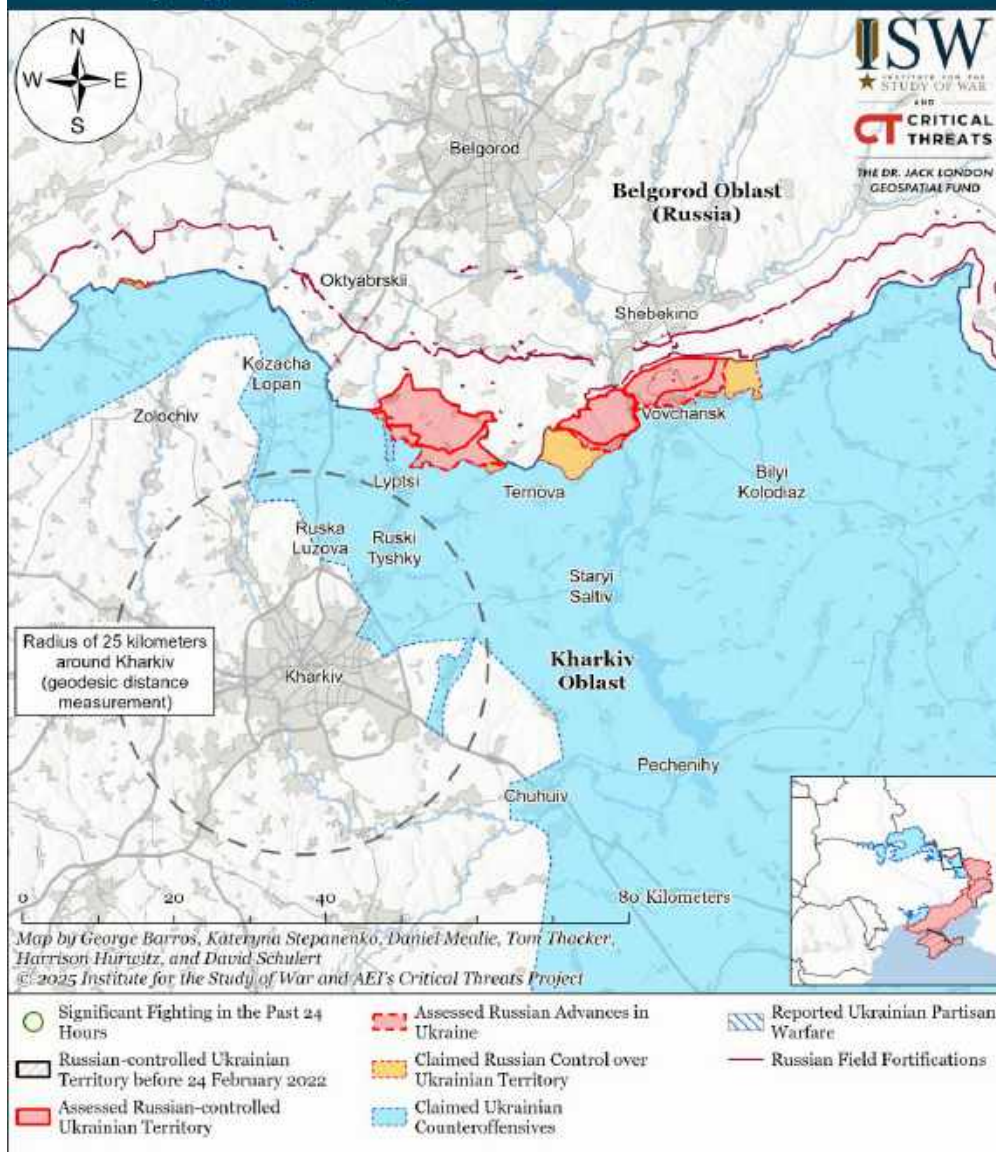 N
W E
S
ISW
INSTITUTE FOR THE
STUDY OF WAR
AND
CT CRITICAL
THREATS
THE DR. JACK LONDON
GEOSPATIAL FUND
Belgorod
Belgorod Oblast
(Russia)
Oktyabrskii
Shebekino
Kozacha
Lopan
Zolochiv
Vovchansk
Lyptsi
Ternova
Bilyi
Kolodiaz
Ruska
Luzova
Ruski
Tyshky
Staryi
Saltiv
Radius of 25 kilometers
around Kharkiv
(geodesic distance
measurement)
Kharkiv
Kharkiv
Oblast
Pechenihy
Chuhuiv
0 20 40 80 Kilometers
Map by George Barros, Kateryna Stepanenko, Daniel Mealie, Tom Thacker,
Harrison Hurwitz, and David Schulert
© 2025 Institute for the Study of War and AEI's Critical Threats Project
Significant Fighting in the Past 24
Hours
Russian-controlled Ukrainian
Territory before 24 February 2022
Assessed Russian-controlled
Ukrainian Territory
Assessed Russian Advances in
Ukraine
Claimed Russian Control over
Ukrainian Territory
Claimed Ukrainian
Counteroffensives
Reported Ukrainian Partisan
Warfare
Russian Field Fortifications